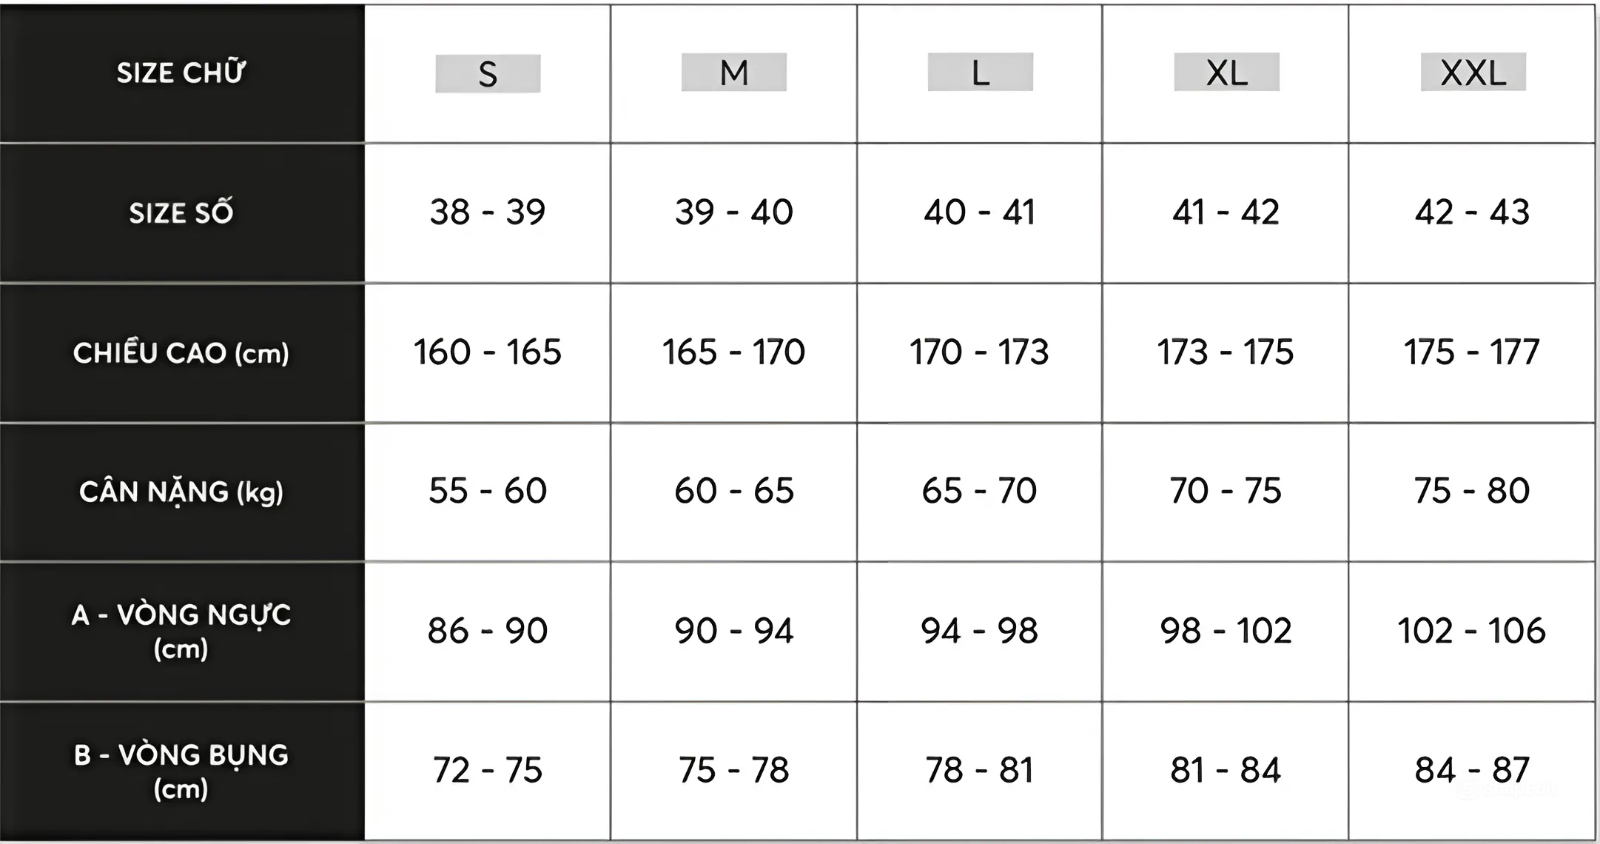 SIZE CHỮ S M L XL XXL
SIZE SỐ 38 - 39 39 - 40 40 - 41 41 - 42 42 - 43
CHIỀU CAO (cm) 160 - 165 165 - 170 170 - 173 173 - 175 175 - 177
CÂN NẶNG (kg) 55 - 60 60 - 65 65 - 70 70 - 75 75 - 80
A - VÒNG NGỰC
(cm) 86 - 90 90 - 94 94 - 98 98 - 102 102 - 106
B - VÒNG BỤNG
(cm) 72 - 75 75 - 78 78 - 81 81 - 84 84 - 87